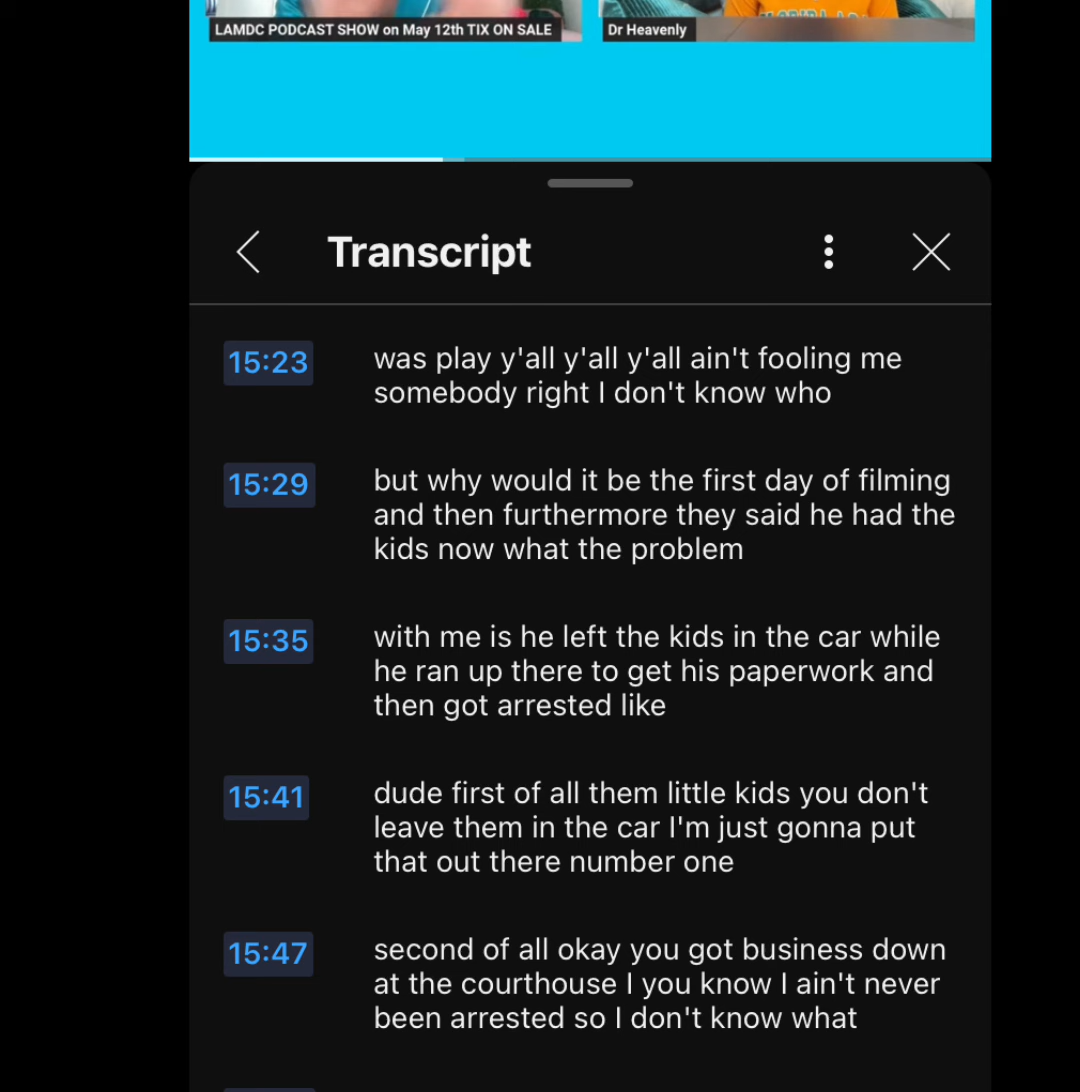 LAMDC PODCAST SHOW on May 12th TIX ON SALE
Dr Heavenly
Transcript
15:23
was play y'all y'all y'all ain't fooling me
somebody right I don't know who
15:29
but why would it be the first day of filming
and then furthermore they said he had the
kids now what the problem
15:35
with me is he left the kids in the car while
he ran up there to get his paperwork and
then got arrested like
15:41
dude first of all them little kids you don't
leave them in the car I'm just gonna put
that out there number one
15:47
second of all okay you got business down
at the courthouse I you know I ain't never
been arrested so I don't know what